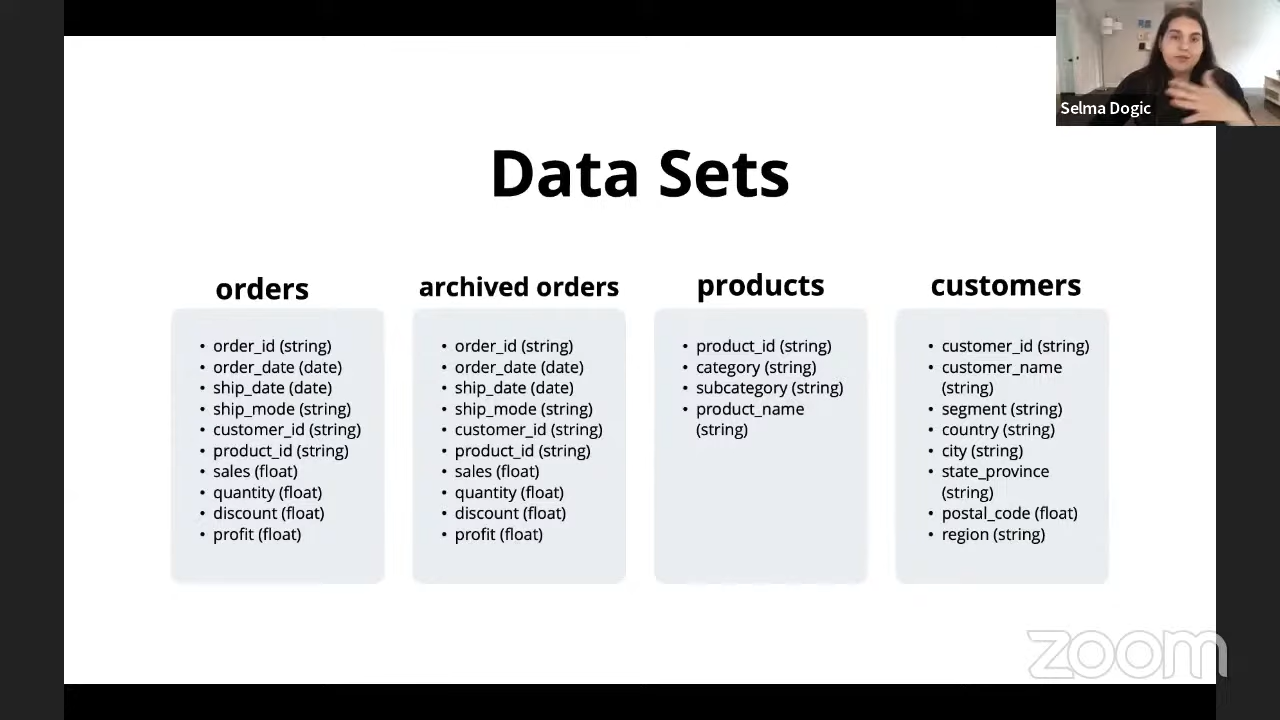 Selma Dogic
Data Sets
orders
• order_id (string)
• order_date (date)
• ship_date (date)
• ship_mode (string)
• customer_id (string)
• product_id (string)
• sales (float)
• quantity (float)
• discount (float)
• profit (float)
archived orders
• order_id (string)
• order_date (date)
• ship_date (date)
• ship_mode (string)
• customer_id (string)
• product_id (string)
• sales (float)
• quantity (float)
• discount (float)
• profit (float)
products
• product_id (string)
• category (string)
• subcategory (string)
• product_name
(string)
customers
• customer_id (string)
• customer_name
(string)
• segment (string)
• country (string)
• city (string)
• state_province
(string)
• postal_code (float)
• region (string)
zoom